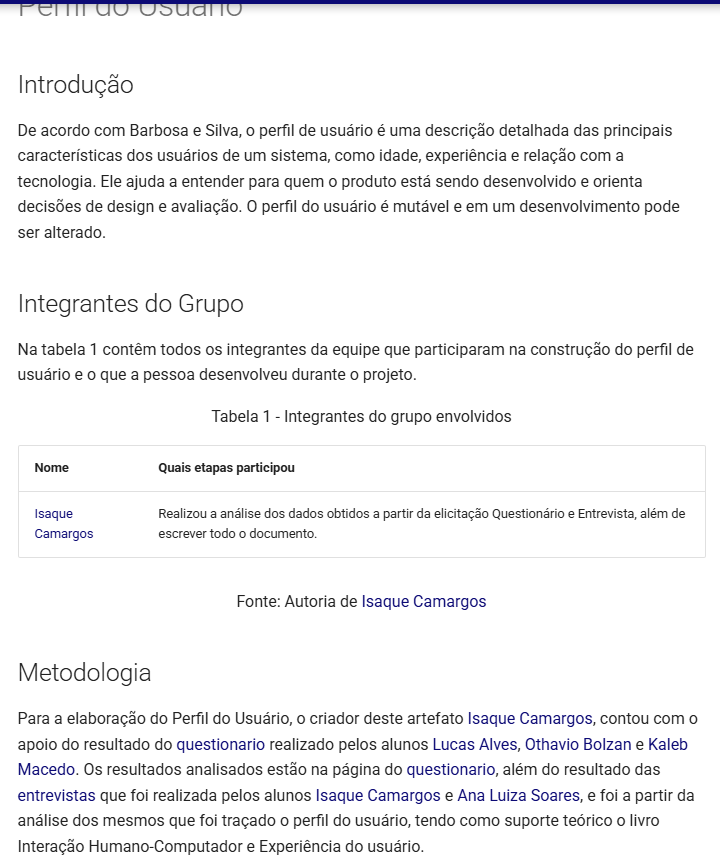 Perfil do Usuário
Introdução
De acordo com Barbosa e Silva, o perfil de usuário é uma descrição detalhada das principais
características dos usuários de um sistema, como idade, experiência e relação com a
tecnologia. Ele ajuda a entender para quem o produto está sendo desenvolvido e orienta
decisões de design e avaliação. O perfil do usuário é mutável e em um desenvolvimento pode
ser alterado.
Integrantes do Grupo
Na tabela 1 contêm todos os integrantes da equipe que participaram na construção do perfil de
usuário e o que a pessoa desenvolveu durante o projeto.
Tabela 1 - Integrantes do grupo envolvidos
Nome Quais etapas participou
Isaque Camargos Realizou a análise dos dados obtidos a partir da elicitação Questionário e Entrevista, além de
escrever todo o documento.
Fonte: Autoria de Isaque Camargos
Metodologia
Para a elaboração do Perfil do Usuário, o criador deste artefato Isaque Camargos, contou com o
apoio do resultado do questionario realizado pelos alunos Lucas Alves, Othavio Bolzan e Kaleb
Macedo. Os resultados analisados estão na página do questionario, além do resultado das
entrevistas que foi realizada pelos alunos Isaque Camargos e Ana Luiza Soares, e foi a partir da
análise dos mesmos que foi traçado o perfil do usuário, tendo como suporte teórico o livro
Interação Humano-Computador e Experiência do usuário.